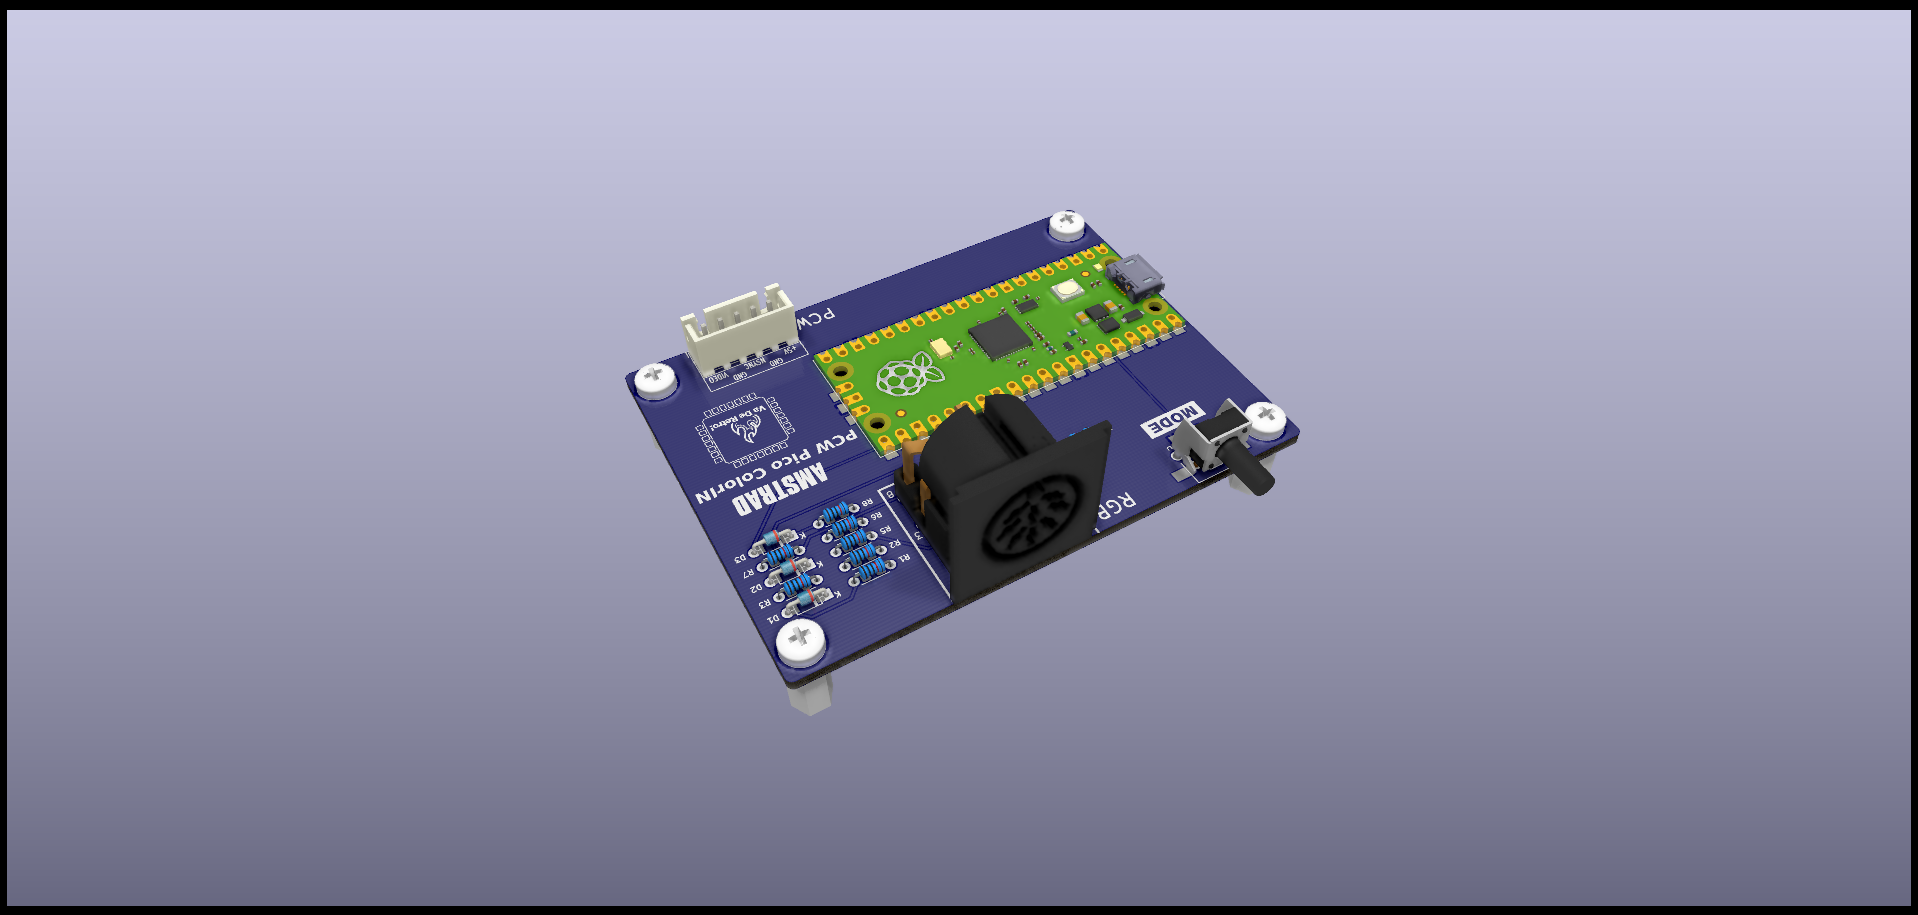 PCW
+5V
GND
NSYNC
GND
VIDEO
Va De Retro!
PCW Pico ColorIN
AMSTRAD
MODE
RGB
R8
R6
R5
R2
R1
K
D3
R7
K
D2
R3
K
D1